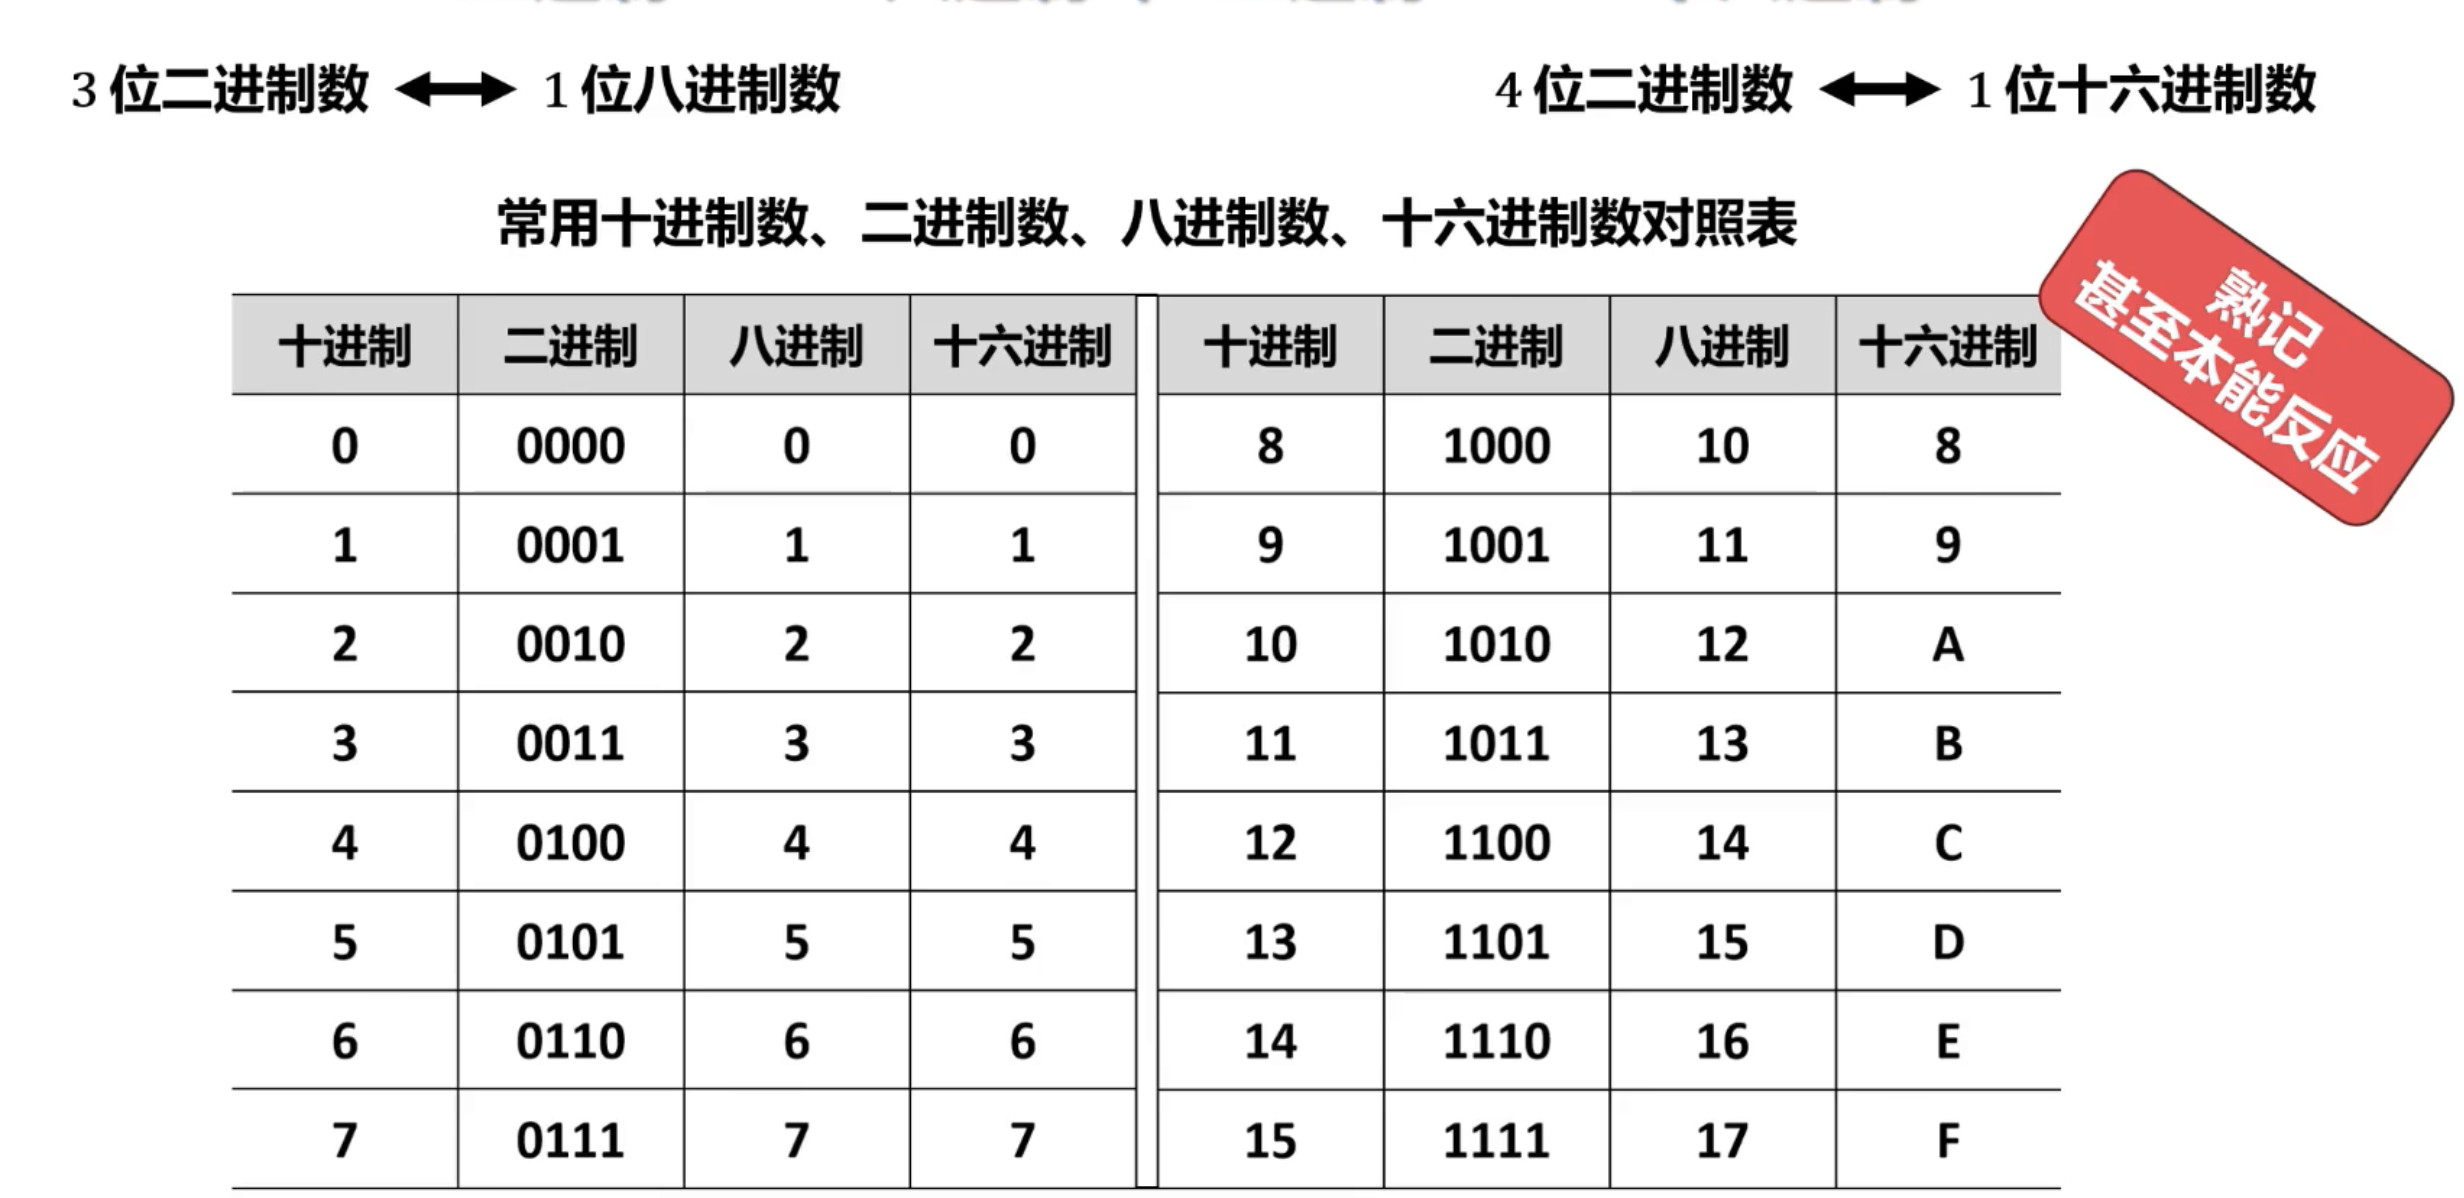 3 位二进制数 ⟷ 1 位八进制数 4 位二进制数 ⟷ 1 位十六进制数
常用十进制数、二进制数、八进制数、十六进制数对照表
熟记
甚至本能反应
十进制 二进制 八进制 十六进制 十进制 二进制 八进制 十六进制
0 0000 0 0 8 1000 10 8
1 0001 1 1 9 1001 11 9
2 0010 2 2 10 1010 12 A
3 0011 3 3 11 1011 13 B
4 0100 4 4 12 1100 14 C
5 0101 5 5 13 1101 15 D
6 0110 6 6 14 1110 16 E
7 0111 7 7 15 1111 17 F